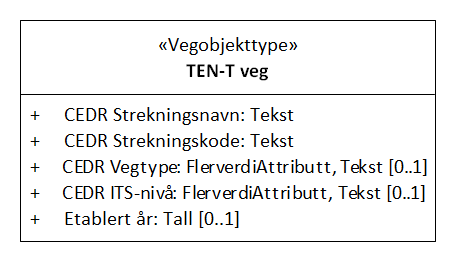 «Vegobjekttype»
TEN-T veg
+ CEDR Strekningsnavn: Tekst
+ CEDR Strekningskode: Tekst
+ CEDR Vegtype: FlerverdiAttributt, Tekst [0..1]
+ CEDR ITS-nivå: FlerverdiAttributt, Tekst [0..1]
+ Etablert år: Tall [0..1]